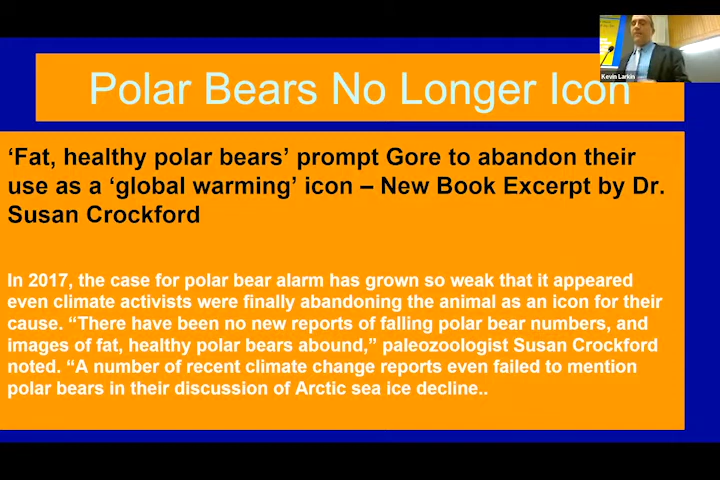 Kevin Larkin
Polar Bears No Longer Icon
‘Fat, healthy polar bears’ prompt Gore to abandon their
use as a ‘global warming’ icon – New Book Excerpt by Dr.
Susan Crockford
In 2017, the case for polar bear alarm has grown so weak that it appeared
even climate activists were finally abandoning the animal as an icon for their
cause. “There have been no new reports of falling polar bear numbers, and
images of fat, healthy polar bears abound,” paleozoologist Susan Crockford
noted. “A number of recent climate change reports even failed to mention
polar bears in their discussion of Arctic sea ice decline..